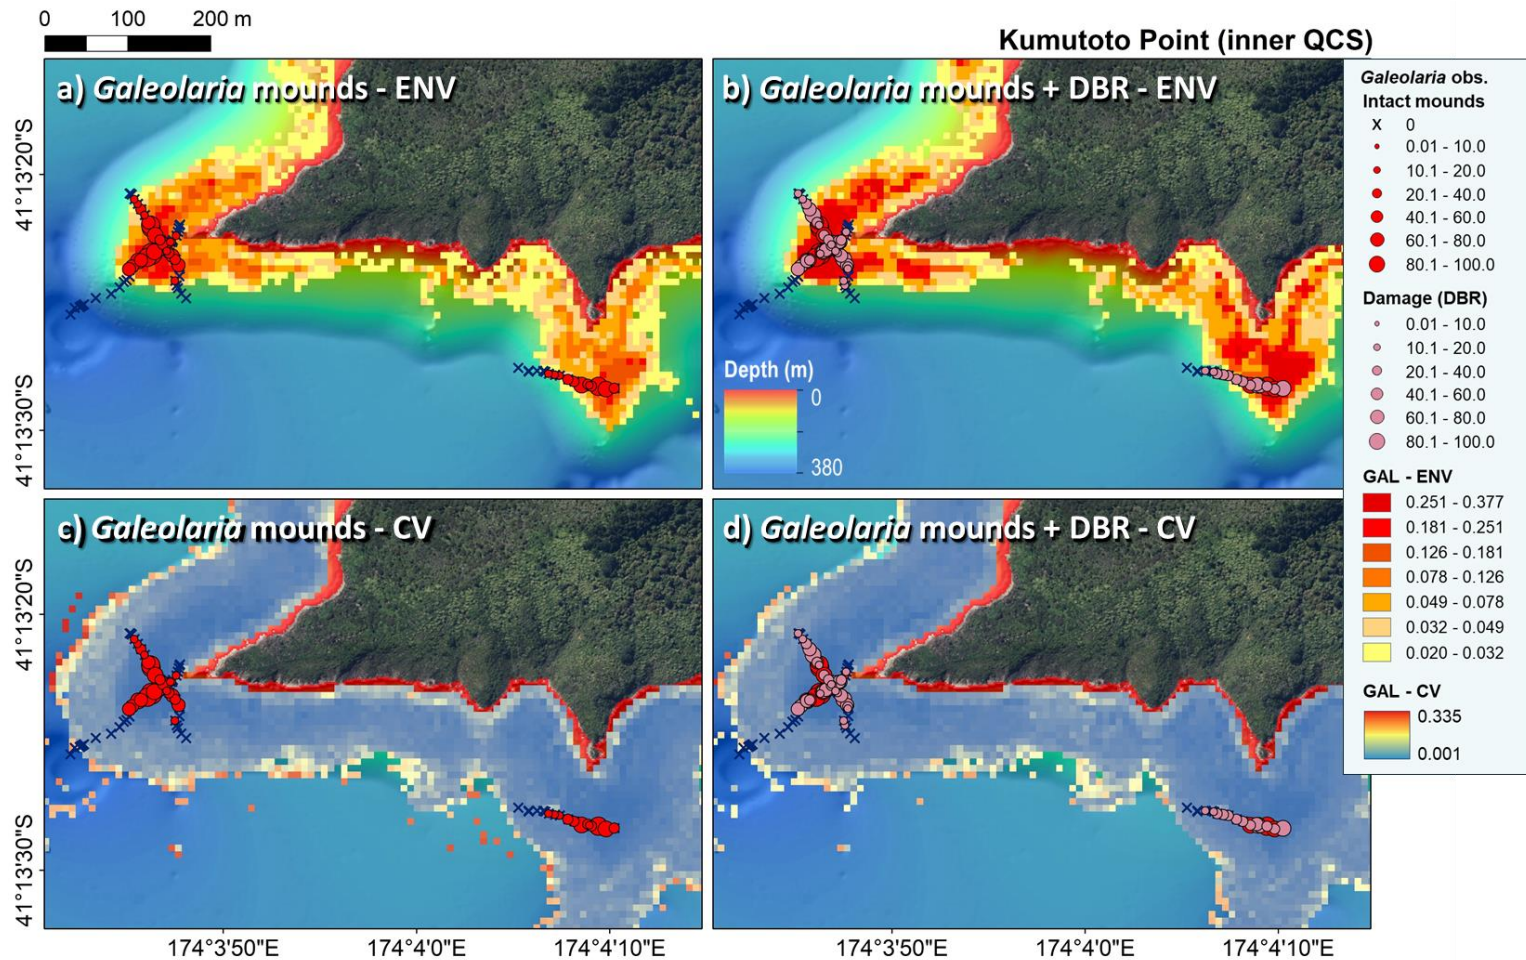 0 100 200 m
Kumutoto Point (inner QCS)
a) Galeolaria mounds - ENV
b) Galeolaria mounds + DBR - ENV
41°13'20"S
41°13'30"S
Depth (m)
0
380
c) Galeolaria mounds - CV
d) Galeolaria mounds + DBR - CV
41°13'20"S
41°13'30"S
174°3'50"E 174°4'0"E 174°4'10"E
174°3'50"E 174°4'0"E 174°4'10"E
Galeolaria obs.
Intact mounds
x 0
0.01 - 10.0
10.1 - 20.0
20.1 - 40.0
40.1 - 60.0
60.1 - 80.0
80.1 - 100.0
Damage (DBR)
0.01 - 10.0
10.1 - 20.0
20.1 - 40.0
40.1 - 60.0
60.1 - 80.0
80.1 - 100.0
GAL - ENV
0.251 - 0.377
0.181 - 0.251
0.126 - 0.181
0.078 - 0.126
0.049 - 0.078
0.032 - 0.049
0.020 - 0.032
GAL - CV
0.335
0.001